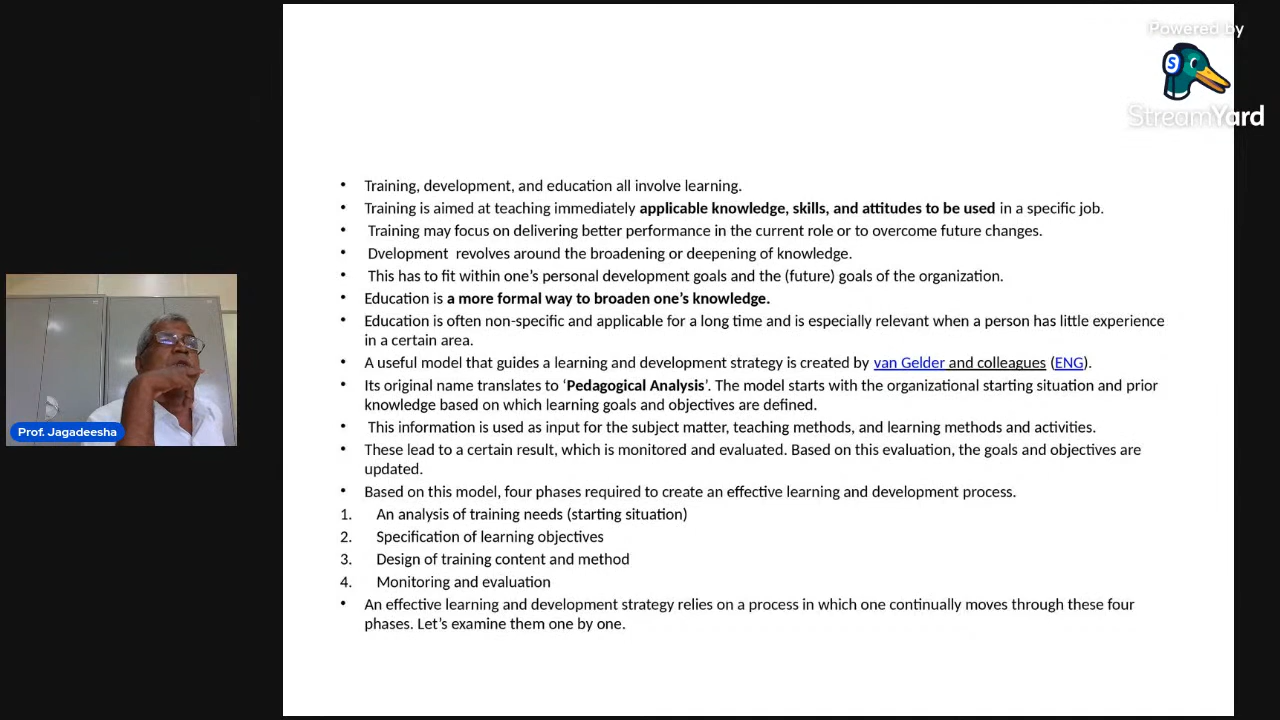 Powered by
StreamYard
• Training, development, and education all involve learning.
• Training is aimed at teaching immediately applicable knowledge, skills, and attitudes to be used in a specific job.
• Training may focus on delivering better performance in the current role or to overcome future changes.
• Dvelopment revolves around the broadening or deepening of knowledge.
• This has to fit within one’s personal development goals and the (future) goals of the organization.
• Education is a more formal way to broaden one’s knowledge.
• Education is often non-specific and applicable for a long time and is especially relevant when a person has little experience
in a certain area.
• A useful model that guides a learning and development strategy is created by van Gelder and colleagues (ENG).
• Its original name translates to ‘Pedagogical Analysis’. The model starts with the organizational starting situation and prior
knowledge based on which learning goals and objectives are defined.
• This information is used as input for the subject matter, teaching methods, and learning methods and activities.
• These lead to a certain result, which is monitored and evaluated. Based on this evaluation, the goals and objectives are
updated.
• Based on this model, four phases required to create an effective learning and development process.
1. An analysis of training needs (starting situation)
2. Specification of learning objectives
3. Design of training content and method
4. Monitoring and evaluation
• An effective learning and development strategy relies on a process in which one continually moves through these four
phases. Let’s examine them one by one.
Prof. Jagadeesha